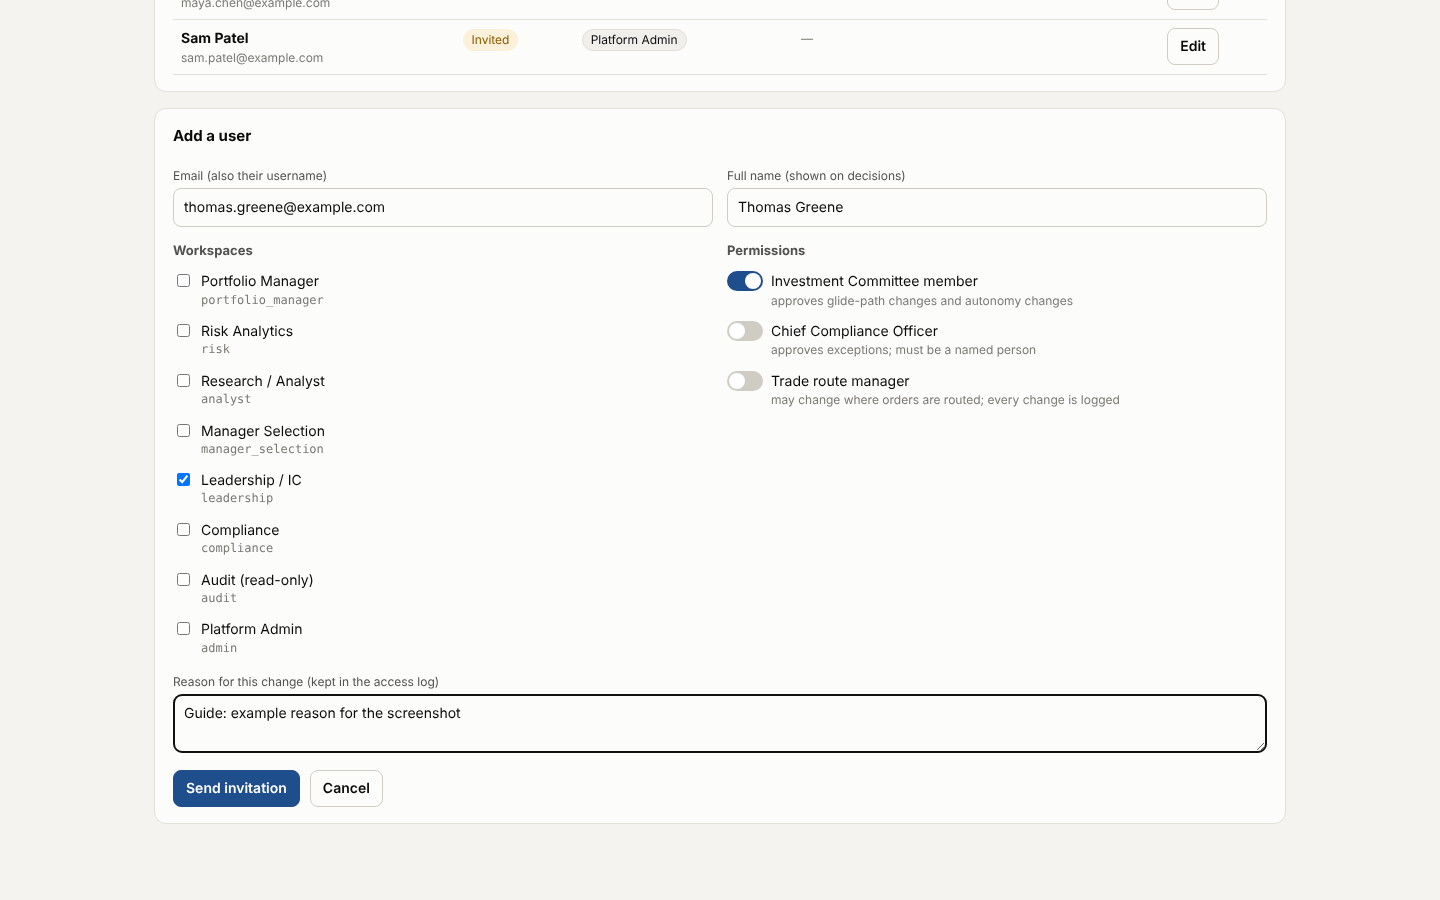 maya.chen@example.com
Sam Patel
Invited
Platform Admin
—
Edit
sam.patel@example.com
Add a user
Email (also their username)
Full name (shown on decisions)
thomas.greene@example.com
Thomas Greene
Workspaces
Permissions
Portfolio Manager
portfolio_manager
Investment Committee member
approves glide-path changes and autonomy changes
Risk Analytics
risk
Chief Compliance Officer
approves exceptions; must be a named person
Research / Analyst
analyst
Trade route manager
may change where orders are routed; every change is logged
Manager Selection
manager_selection
Leadership / IC
leadership
Compliance
compliance
Audit (read-only)
audit
Platform Admin
admin
Reason for this change (kept in the access log)
Guide: example reason for the screenshot
Send invitation
Cancel